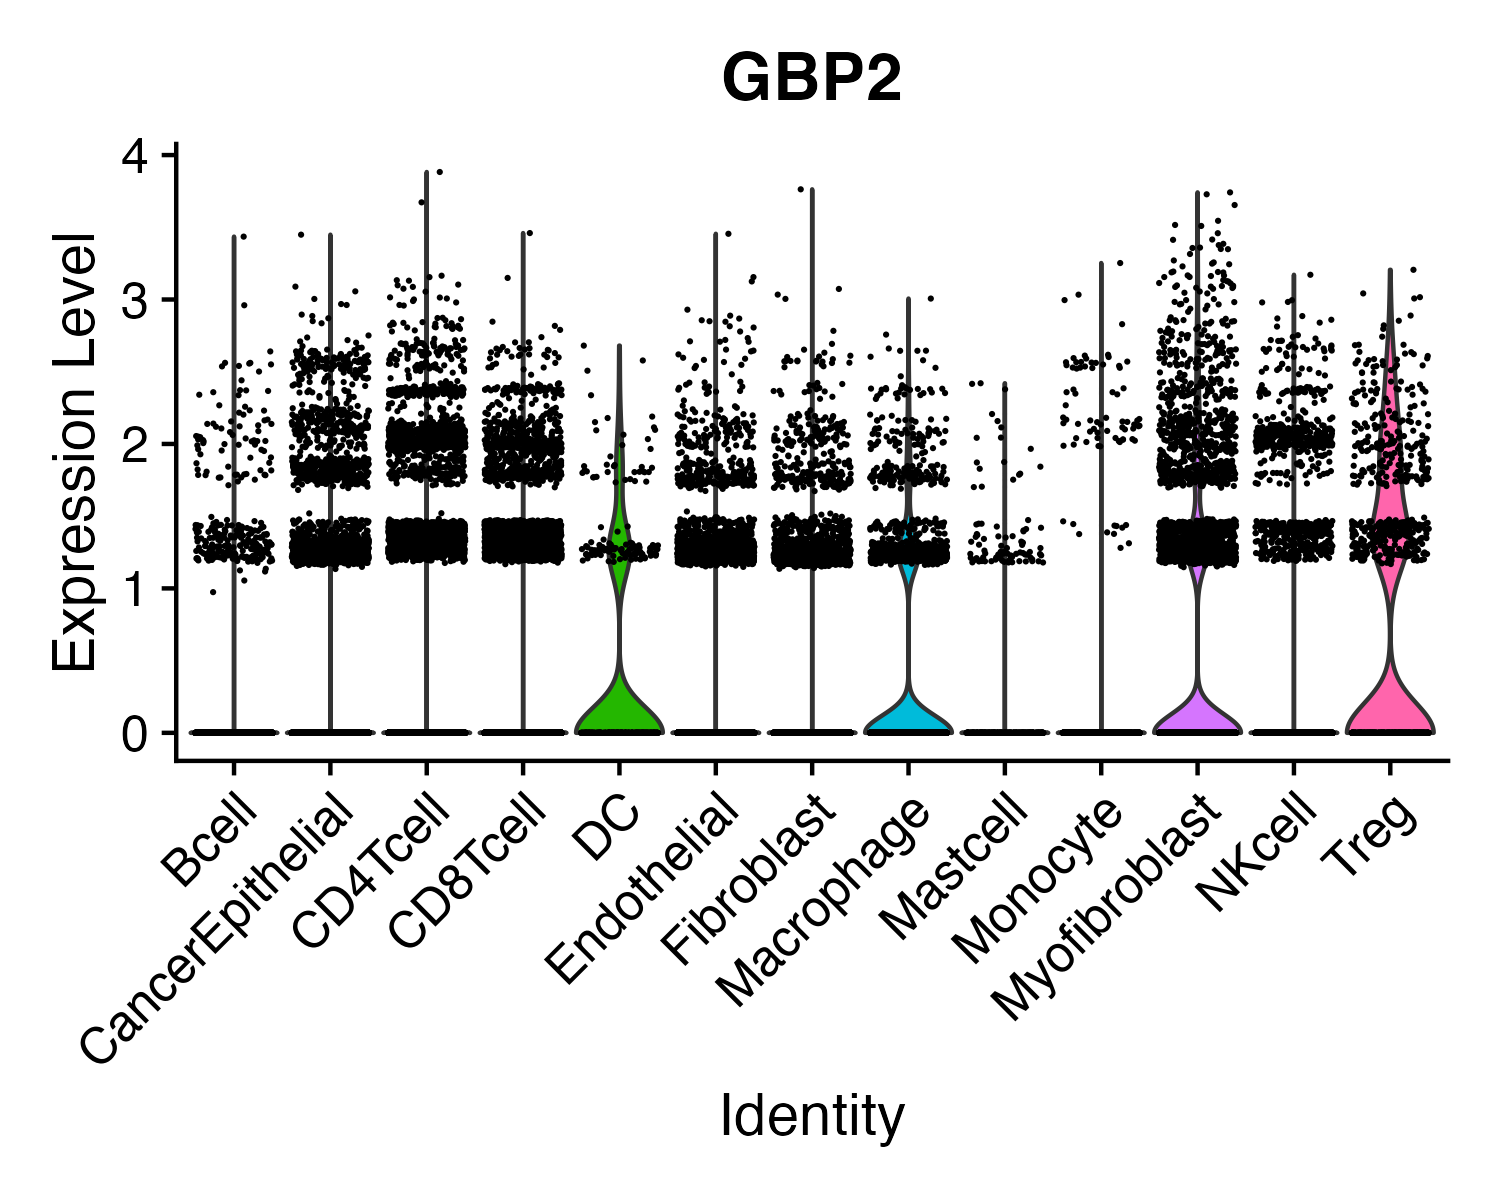 GBP2
Expression Level
4
3
2
1
0
Bcell
CancerEpithelial
CD4Tcell
CD8Tcell
DC
Endothelial
Fibroblast
Macrophage
Mastcell
Monocyte
Myofibroblast
NKcell
Treg
Identity